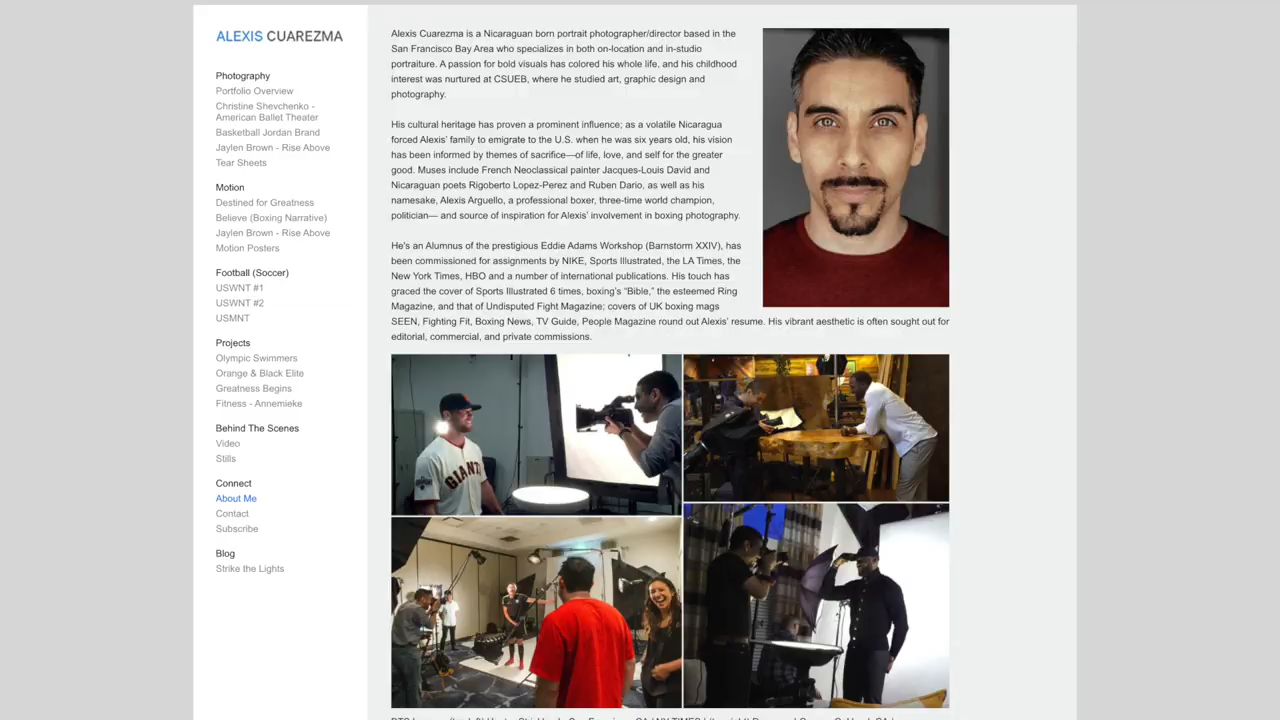 ALEXIS CUAREZMA
Photography
Portfolio Overview
Christine Shevchenko -
American Ballet Theater
Basketball Jordan Brand
Jaylen Brown - Rise Above
Tear Sheets
Motion
Destined for Greatness
Believe (Boxing Narrative)
Jaylen Brown - Rise Above
Motion Posters
Football (Soccer)
USWNT #1
USWNT #2
USMNT
Projects
Olympic Swimmers
Orange & Black Elite
Greatness Begins
Fitness - Annemieke
Behind The Scenes
Video
Stills
Connect
About Me
Contact
Subscribe
Blog
Strike the Lights
Alexis Cuarezma is a Nicaraguan born portrait photographer/director based in the
San Francisco Bay Area who specializes in both on-location and in-studio
portraiture. A passion for bold visuals has colored his whole life, and his childhood
interest was nurtured at CSUEB, where he studied art, graphic design and
photography.
His cultural heritage has proven a prominent influence; as a volatile Nicaragua
forced Alexis' family to emigrate to the U.S. when he was six years old, his vision
has been informed by themes of sacrifice—of life, love, and self for the greater
good. Muses include French Neoclassical painter Jacques-Louis David and
Nicaraguan poets Rigoberto Lopez-Perez and Ruben Dario, as well as his
namesake, Alexis Arguello, a professional boxer, three-time world champion,
politician— and source of inspiration for Alexis' involvement in boxing photography.
He's an Alumnus of the prestigious Eddie Adams Workshop (Barnstorm XXIV), has
been commissioned for assignments by NIKE, Sports Illustrated, the LA Times, the
New York Times, HBO and a number of international publications. His touch has
graced the cover of Sports Illustrated 6 times, boxing's "Bible," the esteemed Ring
Magazine, and that of Undisputed Fight Magazine; covers of UK boxing mags
SEEN, Fighting Fit, Boxing News, TV Guide, People Magazine round out Alexis' resume. His vibrant aesthetic is often sought out for
editorial, commercial, and private commissions.
GIANTS